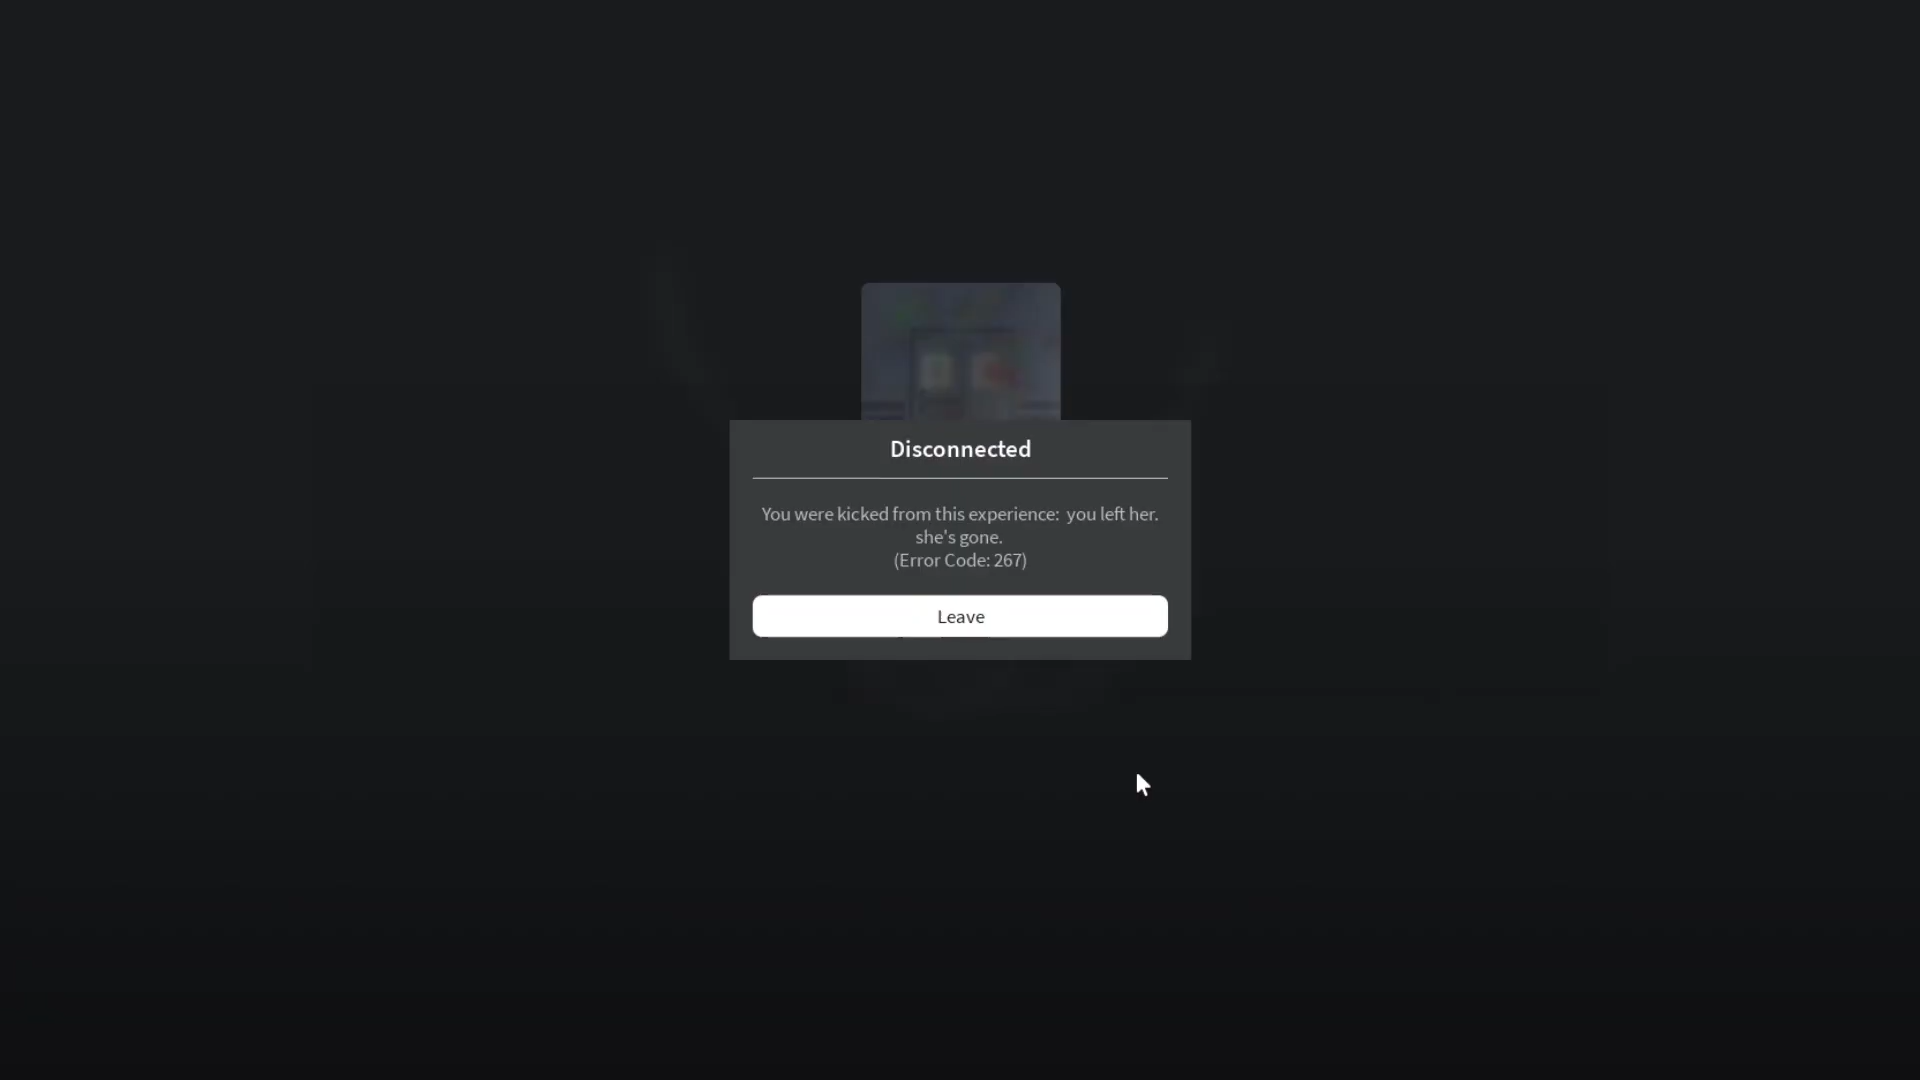 Disconnected
You were kicked from this experience:  you left her.
she's gone.
(Error Code: 267)
Leave